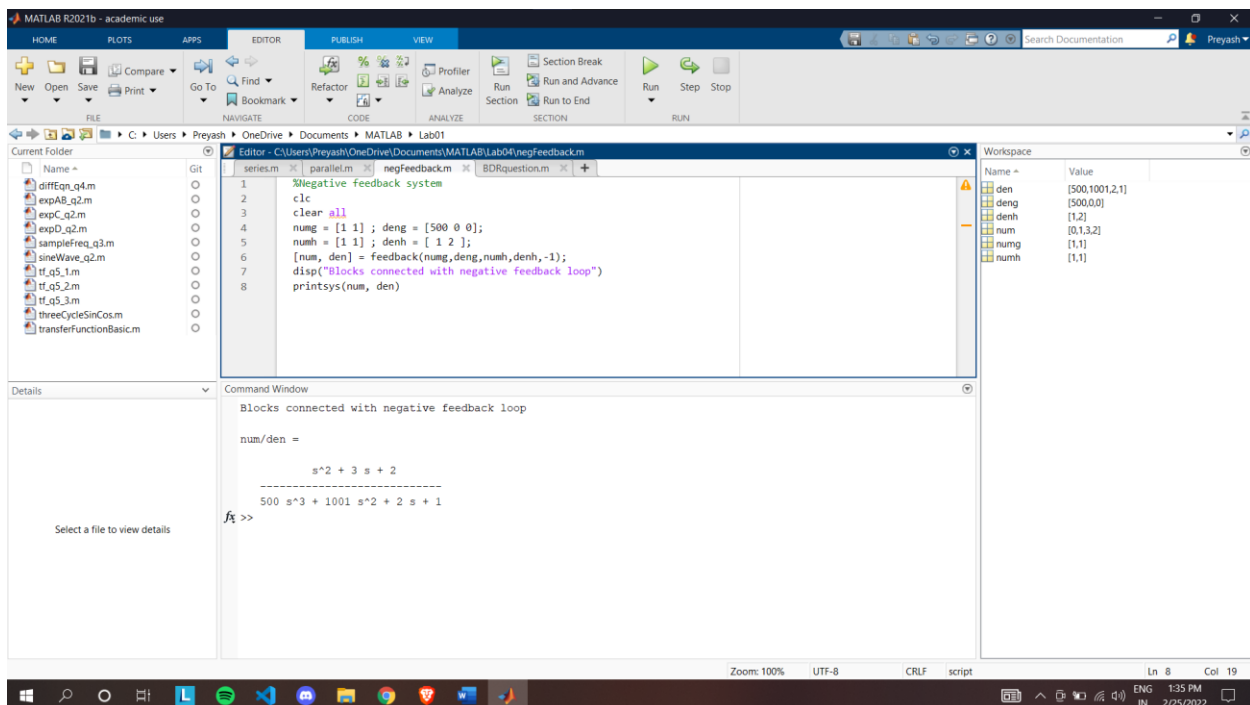 MATLAB R2021b - academic use
HOME PLOTS APPS EDITOR PUBLISH VIEW Search Documentation Preyash
New Open Save Compare Print Go To Find Bookmark Refactor Profiler Analyze Run Section Section Break Run and Advance Run to End Run Step Stop
FILE NAVIGATE CODE ANALYZE SECTION RUN
C: Users Preyash OneDrive Documents MATLAB Lab01
Current Folder
Name Git
diffEqn_q4.m
expAB_q2.m
expC_q2.m
expD_q2.m
sampleFreq_q3.m
sineWave_q2.m
tf_q5_1.m
tf_q5_2.m
tf_q5_3.m
threeCycleSinCos.m
transferFunctionBasic.m
Details
Select a file to view details
Editor - C:\Users\Preyash\OneDrive\Documents\MATLAB\Lab04\negFeedback.m
series.m parallel.m negFeedback.m BDRquestion.m
1 %Negative feedback system
2 clc
3 clear all
4 numg = [1 1] ; deng = [500 0 0];
5 numh = [1 1] ; denh = [ 1 2 ];
6 [num, den] = feedback(numg,deng,numh,denh,-1);
7 disp("Blocks connected with negative feedback loop")
8 printsys(num, den)
Command Window
Blocks connected with negative feedback loop
num/den =
s^2 + 3 s + 2
----------------------------
500 s^3 + 1001 s^2 + 2 s + 1
fx >>
Workspace
Name Value
den [500,1001,2,1]
deng [500,0,0]
denh [1,2]
num [0,1,3,2]
numg [1,1]
numh [1,1]
Zoom: 100% UTF-8 CRLF script Ln 8 Col 19
ENG 1:35 PM
IN 2/25/2022